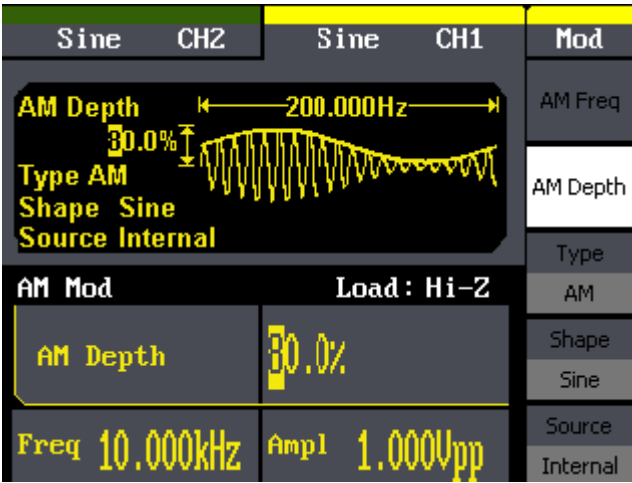 Sine CH2 Sine CH1 Mod
AM Depth 200.000Hz
80.0%
Type AM
Shape Sine
Source Internal
AM Mod Load: Hi-Z
AM Depth 80.0%
Freq 10.000kHz Ampl 1.000Vpp
AM Freq
AM Depth
Type
AM
Shape
Sine
Source
Internal